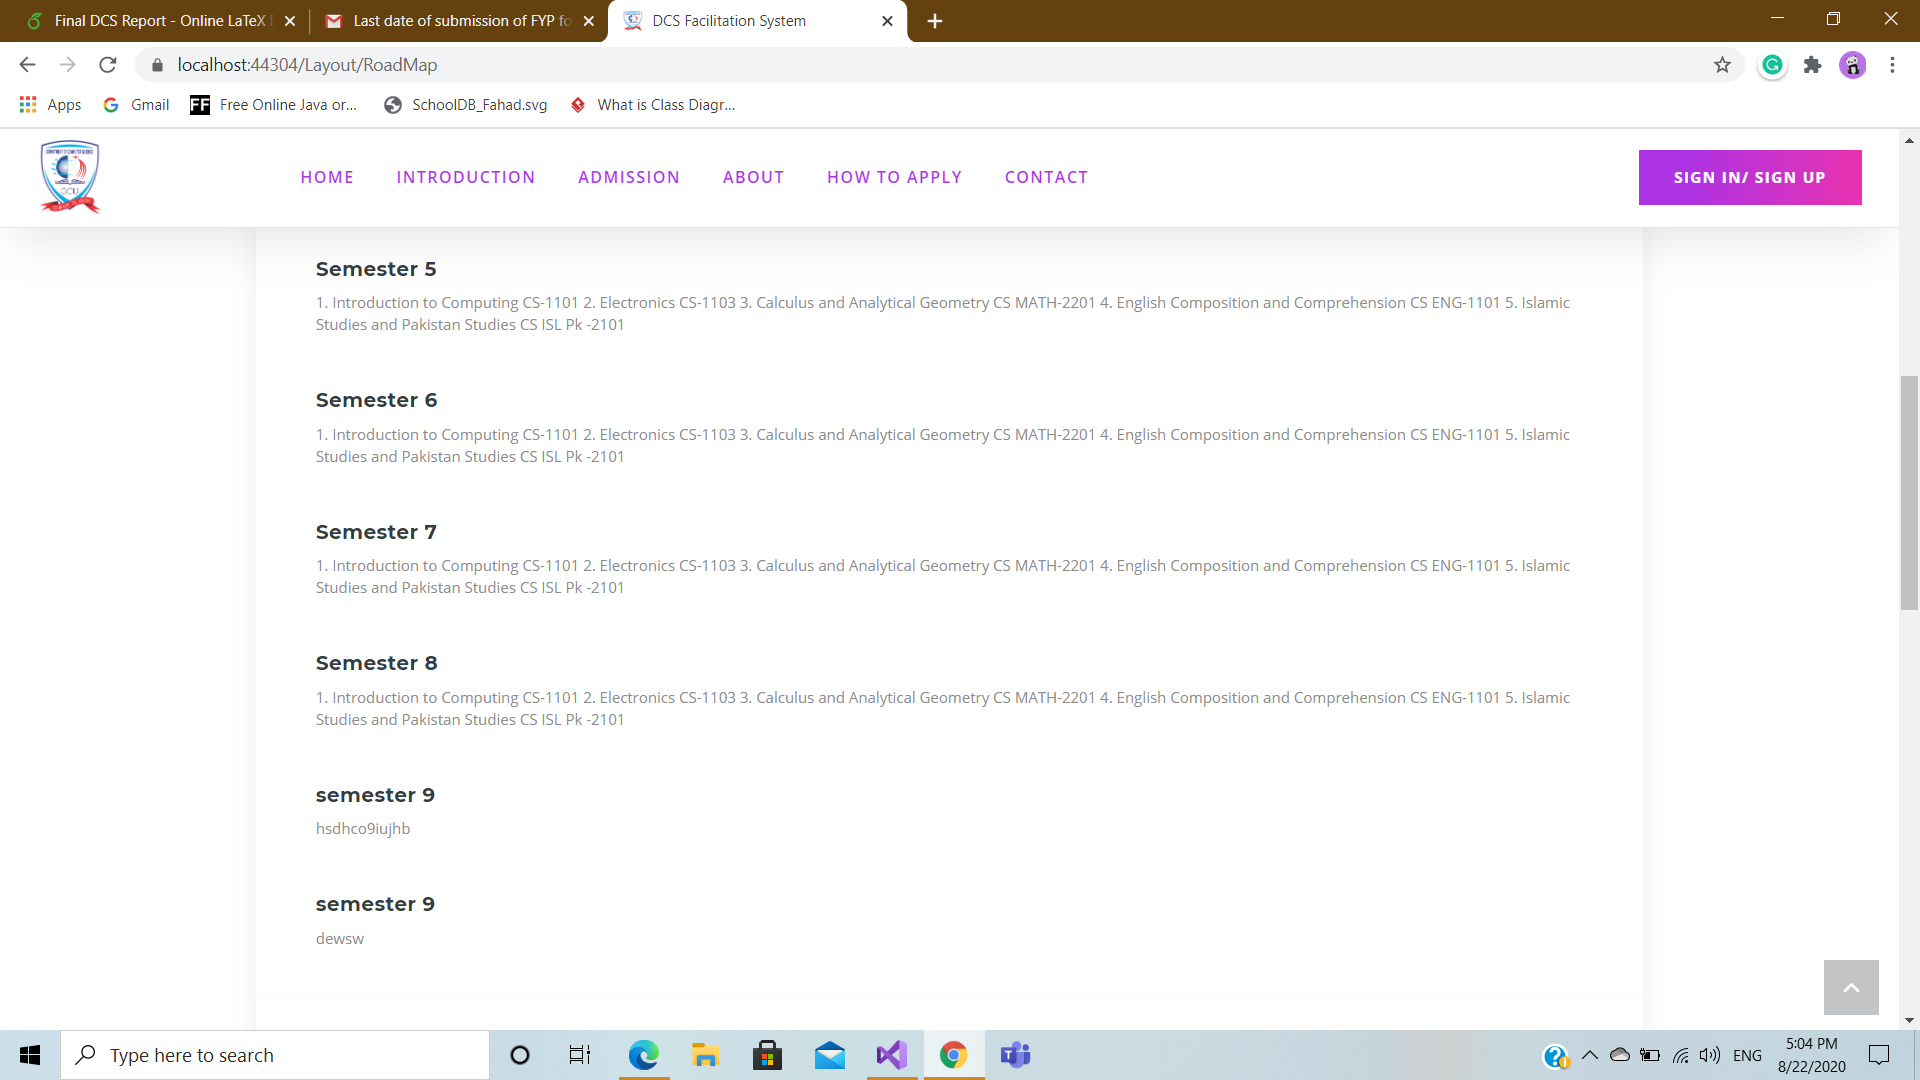 Final DCS Report - Online LaTeX E
Last date of submission of FYP fo
DCS Facilitation System
localhost:44304/Layout/RoadMap
Apps
Gmail
FF Free Online Java or...
SchoolDB_Fahad.svg
What is Class Diagr...
HOME
INTRODUCTION
ADMISSION
ABOUT
HOW TO APPLY
CONTACT
SIGN IN/ SIGN UP
Semester 5
1. Introduction to Computing CS-1101 2. Electronics CS-1103 3. Calculus and Analytical Geometry CS MATH-2201 4. English Composition and Comprehension CS ENG-1101 5. Islamic
Studies and Pakistan Studies CS ISL Pk -2101
Semester 6
1. Introduction to Computing CS-1101 2. Electronics CS-1103 3. Calculus and Analytical Geometry CS MATH-2201 4. English Composition and Comprehension CS ENG-1101 5. Islamic
Studies and Pakistan Studies CS ISL Pk -2101
Semester 7
1. Introduction to Computing CS-1101 2. Electronics CS-1103 3. Calculus and Analytical Geometry CS MATH-2201 4. English Composition and Comprehension CS ENG-1101 5. Islamic
Studies and Pakistan Studies CS ISL Pk -2101
Semester 8
1. Introduction to Computing CS-1101 2. Electronics CS-1103 3. Calculus and Analytical Geometry CS MATH-2201 4. English Composition and Comprehension CS ENG-1101 5. Islamic
Studies and Pakistan Studies CS ISL Pk -2101
semester 9
hsdhco9iujhb
semester 9
dewsw
Type here to search
ENG
5:04 PM
8/22/2020